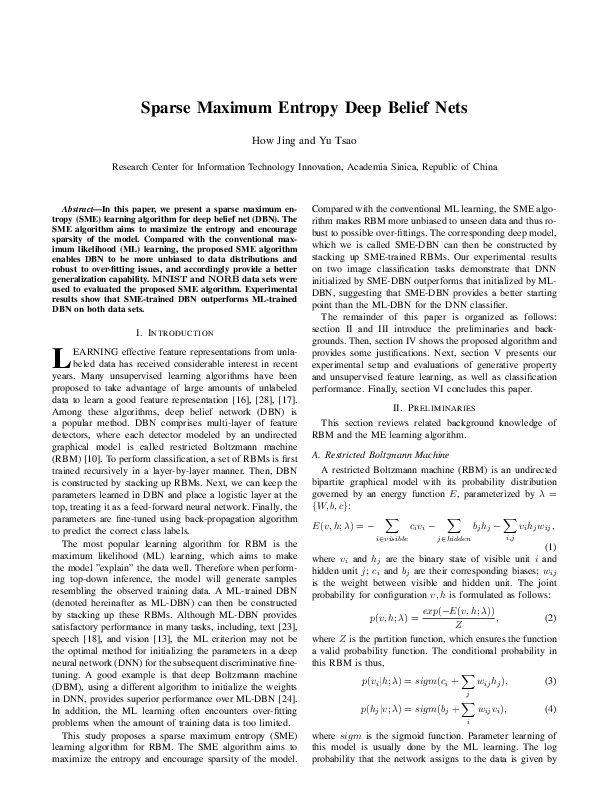 Sparse Maximum Entropy Deep Belief Nets
How Jing and Yu Tsao
Research Center for Information Technology Innovation, Academia Sinica, Republic of China
Abstract—In this paper, we present a sparse maximum en-
tropy (SME) learning algorithm for deep belief net (DBN). The
SME algorithm aims to maximize the entropy and encourage
sparsity of the model. Compared with the conventional max-
imum likelihood (ML) learning, the proposed SME algorithm
enables DBN to be more unbiased to data distributions and
robust to over-fitting issues, and accordingly provide a better
generalization capability. MNIST and NORB data sets were
used to evaluated the proposed SME algorithm. Experimental
results show that SME-trained DBN outperforms ML-trained
DBN on both data sets.
I. INTRODUCTION
LEARNING effective feature representations from unla-
beled data has received considerable interest in recent
years. Many unsupervised learning algorithms have been
proposed to take advantage of large amounts of unlabeled
data to learn a good feature representation [16], [28], [17].
Among these algorithms, deep belief network (DBN) is
a popular method. DBN comprises multi-layer of feature
detectors, where each detector modeled by an undirected
graphical model is called restricted Boltzmann machine
(RBM) [10]. To perform classification, a set of RBMs is first
trained recursively in a layer-by-layer manner. Then, DBN
is constructed by stacking up RBMs. Next, we can keep the
parameters learned in DBN and place a logistic layer at the
top, treating it as a feed-forward neural network. Finally, the
parameters are fine-tuned using back-propagation algorithm
to predict the correct class labels.
The most popular learning algorithm for RBM is the
maximum likelihood (ML) learning, which aims to make
the model "explain" the data well. Therefore when perform-
ing top-down inference, the model will generate samples
resembling the observed training data. A ML-trained DBN
(denoted hereinafter as ML-DBN) can then be constructed
by stacking up these RBMs. Although ML-DBN provides
satisfactory performance in many tasks, including, text [23],
speech [18], and vision [13], the ML criterion may not be
the optimal method for initializing the parameters in a deep
neural network (DNN) for the subsequent discriminative fine-
tuning. A good example is that deep Boltzmann machine
(DBM), using a different algorithm to initialize the weights
in DNN, provides superior performance over ML-DBN [24].
In addition, the ML learning often encounters over-fitting
problems when the amount of training data is too limited.
This study proposes a sparse maximum entropy (SME)
learning algorithm for RBM. The SME algorithm aims to
maximize the entropy and encourage sparsity of the model.
Compared with the conventional ML learning, the SME algo-
rithm makes RBM more unbiased to unseen data and thus ro-
bust to possible over-fittings. The corresponding deep model,
which we is called SME-DBN can then be constructed by
stacking up SME-trained RBMs. Our experimental results
on two image classification tasks demonstrate that DNN
initialized by SME-DBN outperforms that initialized by ML-
DBN, suggesting that SME-DBN provides a better starting
point than the ML-DBN for the DNN classifier.
The remainder of this paper is organized as follows:
section II and III introduce the preliminaries and back-
grounds. Then, section IV shows the proposed algorithm and
provides some justifications. Next, section V presents our
experimental setup and evaluations of generative property
and unsupervised feature learning, as well as classification
performance. Finally, section VI concludes this paper.
II. PRELIMINARIES
This section reviews related background knowledge of
RBM and the ME learning algorithm.
A. Restricted Boltzmann Machine
A restricted Boltzmann machine (RBM) is an undirected
bipartite graphical model with its probability distribution
governed by an energy function E, parameterized by λ =
{W, b, c}:
E(v, h; λ) = − ∑_{i∈visible} c_i v_i − ∑_{j∈hidden} b_j h_j − ∑_{i,j} v_i h_j w_{ij},
(1)
where v_i and h_j are the binary state of visible unit i and
hidden unit j; c_i and b_j are their corresponding biases; w_{ij}
is the weight between visible and hidden unit. The joint
probability for configuration v, h is formulated as follows:
p(v, h; λ) = exp(−E(v, h; λ)) / Z, (2)
where Z is the partition function, which ensures the function
a valid probability function. The conditional probability in
this RBM is thus,
p(v_i|h; λ) = sigm(c_i + ∑_j w_{ij} h_j), (3)
p(h_j|v; λ) = sigm(b_j + ∑_i w_{ij} v_i), (4)
where sigm is the sigmoid function. Parameter learning of
this model is usually done by the ML learning. The log
probability that the network assigns to the data is given by